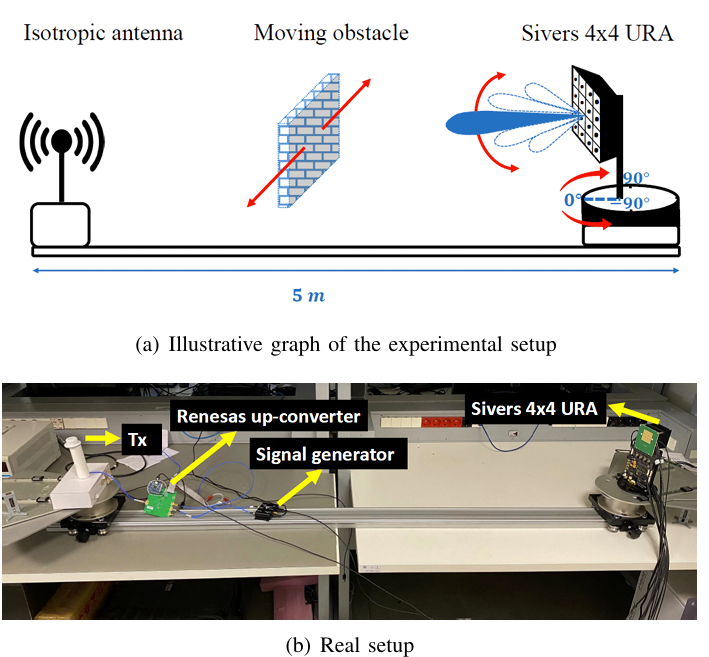 Isotropic antenna
Moving obstacle
Sivers 4x4 URA
90°
0°
−90°
5 m
(a) Illustrative graph of the experimental setup
Renesas up-converter
Sivers 4x4 URA
Tx
Signal generator
(b) Real setup